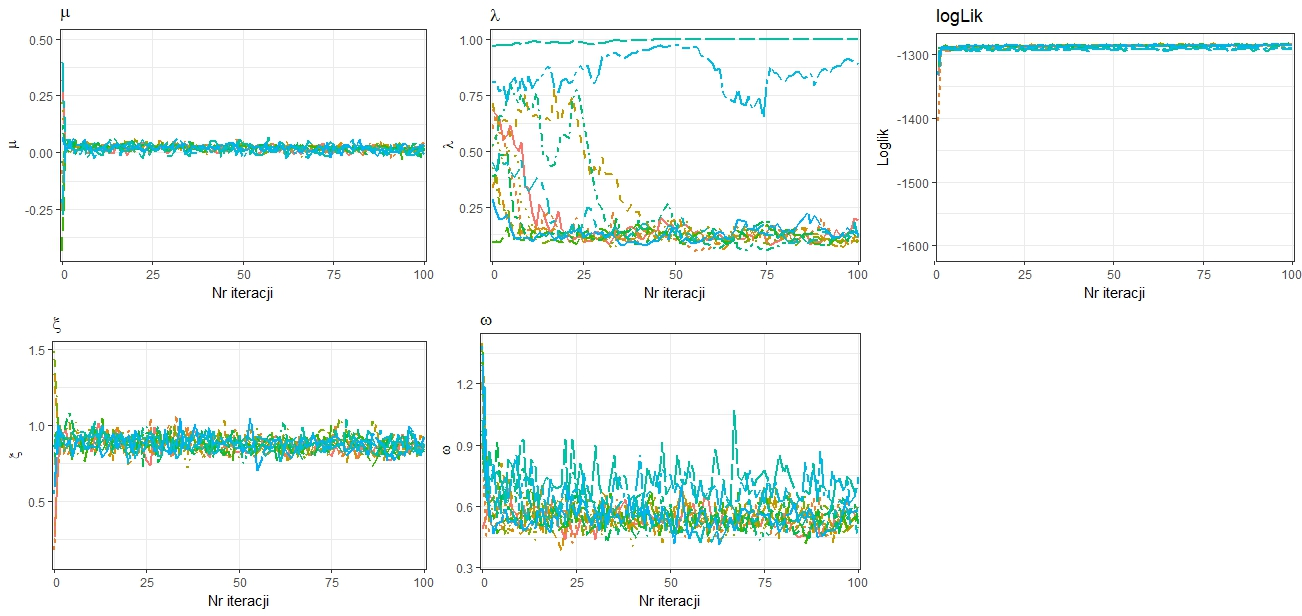 μ
0.50
0.25
0.00
-0.25
μ
0 25 50 75 100
Nr iteracji
λ
1.00
0.75
0.50
0.25
λ
0 25 50 75 100
Nr iteracji
logLik
-1300
-1400
-1500
-1600
Loglik
0 25 50 75 100
Nr iteracji
ξ
1.5
1.0
0.5
ξ
0 25 50 75 100
Nr iteracji
ω
1.2
0.9
0.6
0.3
ω
0 25 50 75 100
Nr iteracji